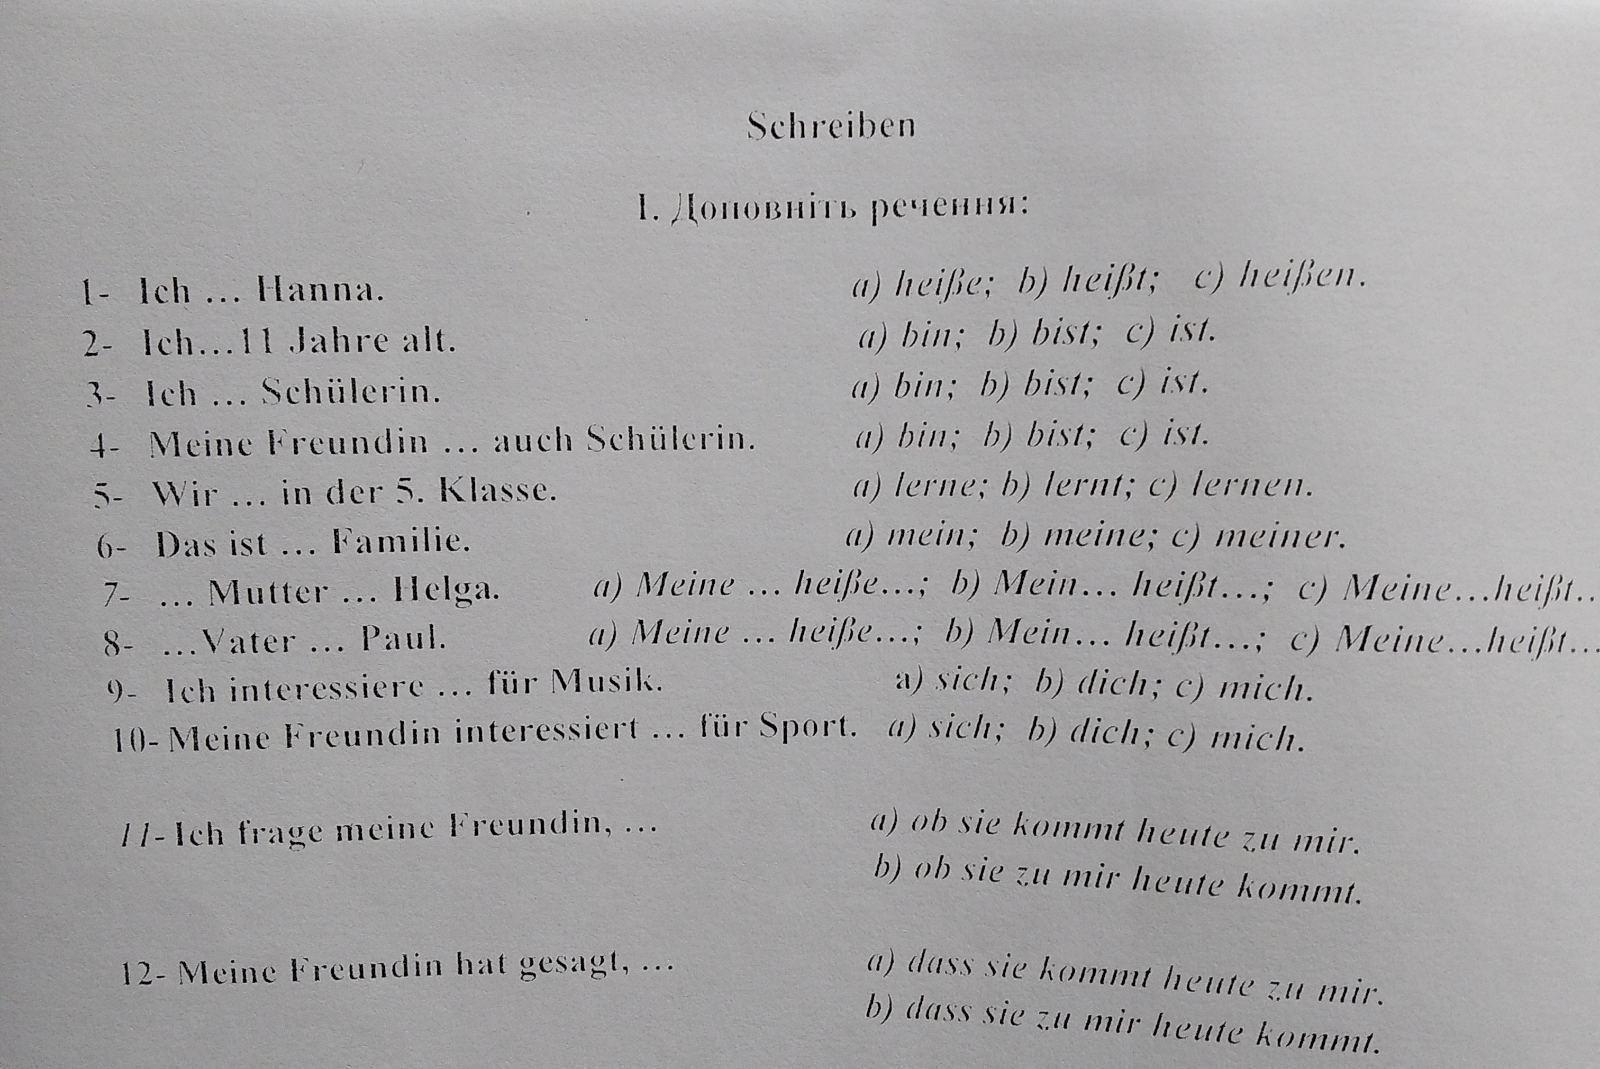 Schreiben
І. Доповніть речення:
1- Ich ... Hanna. a) heiße; b) heißt; c) heißen.
2- Ich...11 Jahre alt. a) bin; b) bist; c) ist.
3- Ich ... Schülerin. a) bin; b) bist; c) ist.
4- Meine Freundin ... auch Schülerin. a) bin; b) bist; c) ist.
5- Wir ... in der 5. Klasse. a) lerne; b) lernt; c) lernen.
6- Das ist ... Familie. a) mein; b) meine; c) meiner.
7- ... Mutter ... Helga. a) Meine ... heiße...; b) Mein... heißt...; c) Meine...heißt..
8- ...Vater ... Paul. a) Meine ... heiße...; b) Mein... heißt...; c) Meine...heißt...
9- Ich interessiere ... für Musik. a) sich; b) dich; c) mich.
10- Meine Freundin interessiert ... für Sport. a) sich; b) dich; c) mich.
11- Ich frage meine Freundin, ... a) ob sie kommt heute zu mir.
b) ob sie zu mir heute kommt.
12- Meine Freundin hat gesagt, ... a) dass sie kommt heute zu mir.
b) dass sie zu mir heute kommt.